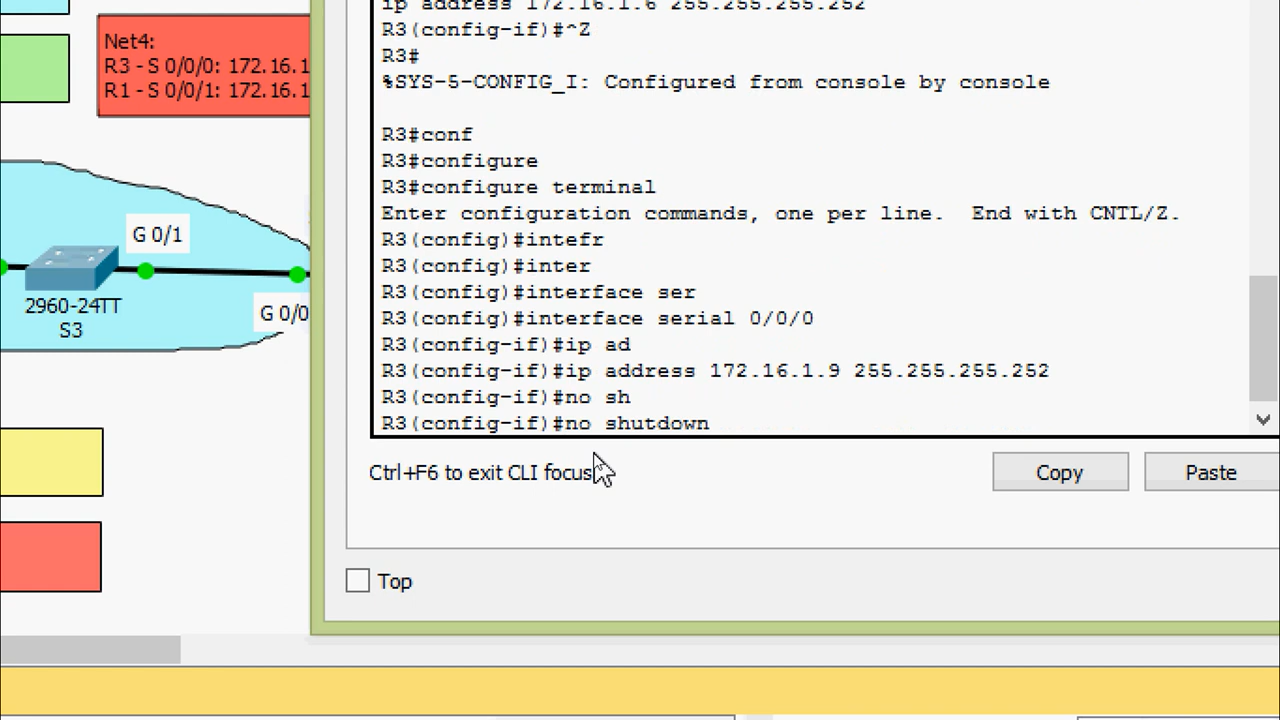 Net4:
R3 - S 0/0/0: 172.16.1
R1 - S 0/0/1: 172.16.1
G 0/1
2960-24TT
S3
G 0/0
ip address 172.16.1.6 255.255.255.252
R3(config-if)#^Z
R3#
%SYS-5-CONFIG_I: Configured from console by console
R3#conf
R3#configure
R3#configure terminal
Enter configuration commands, one per line.  End with CNTL/Z.
R3(config)#intefr
R3(config)#inter
R3(config)#interface ser
R3(config)#interface serial 0/0/0
R3(config-if)#ip ad
R3(config-if)#ip address 172.16.1.9 255.255.255.252
R3(config-if)#no sh
R3(config-if)#no shutdown
Ctrl+F6 to exit CLI focus
Copy
Paste
Top